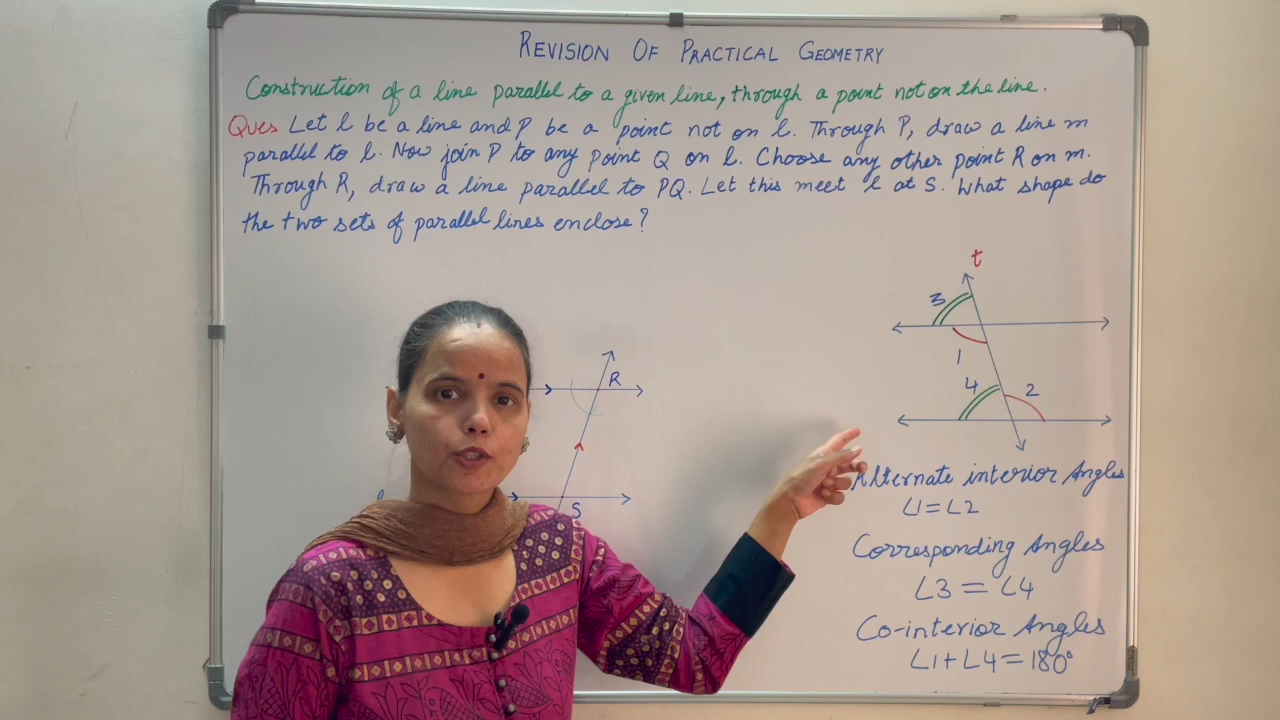 REVISION OF PRACTICAL GEOMETRY
Construction of a line parallel to a given line, through a point not on the line.
Ques Let l be a line and P be a point not on l. Through P, draw a line m
parallel to l. Now join P to any point Q on l. Choose any other point R on m.
Through R, draw a line parallel to PQ. Let this meet l at S. What shape do
the two sets of parallel lines enclose?
t
3
1
R
4
2
l
S
Alternate interior Angles
∠1=∠2
Corresponding Angles
∠3=∠4
Co-interior Angles
∠1+∠4=180°